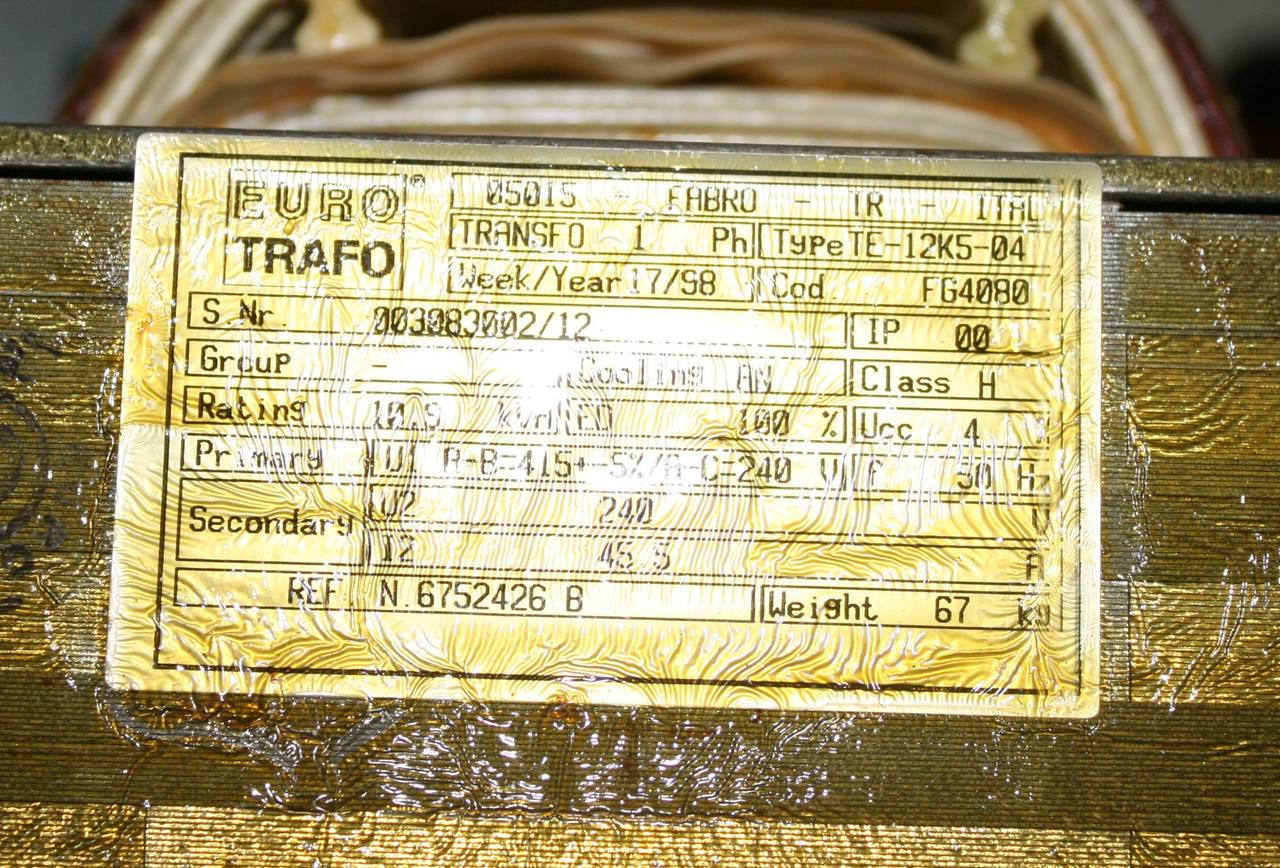 EURO®
TRAFO
05015 - FABRO - TR - ITAL
TRANSFO 1 Ph Type TE-12K5-04
Week/Year 17/98 Cod. FG4080
S.Nr 003083002/12 IP 00
Group - Cooling AN Class H
Rating 10.9 kVA ED 100 % Ucc 4 %
Primary U1 A-B=415+-5%/A-C=240 V f 50 Hz
Secondary U2 240 V
I2 45.5 A
REF. N.6752426 B Weight 67 kg